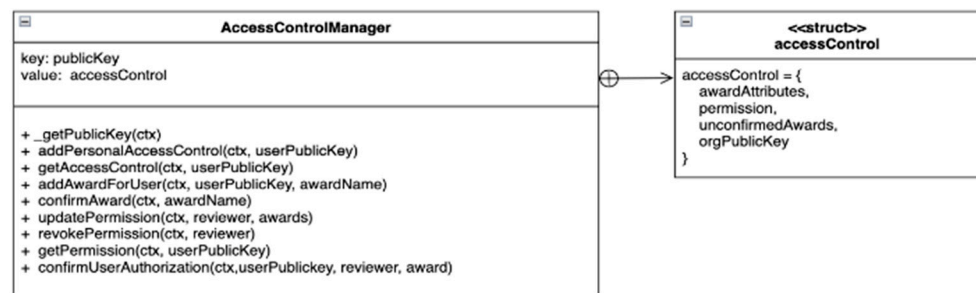 AccessControlManager
key: publicKey
value:  accessControl
+ _getPublicKey(ctx)
+ addPersonalAccessControl(ctx, userPublicKey)
+ getAccessControl(ctx, userPublicKey)
+ addAwardForUser(ctx, userPublicKey, awardName)
+ confirmAward(ctx, awardName)
+ updatePermission(ctx, reviewer, awards)
+ revokePermission(ctx, reviewer)
+ getPermission(ctx, userPublicKey)
+ confirmUserAuthorization(ctx,userPublickey, reviewer, award)
<<struct>>
accessControl
accessControl = {
awardAttributes,
permission,
unconfirmedAwards,
orgPublicKey
}